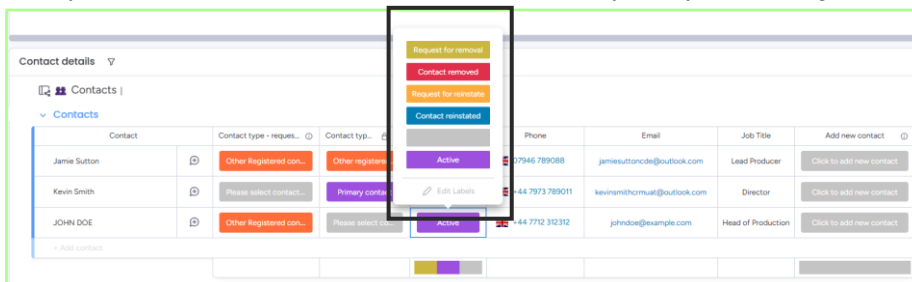 Request for removal
Contact removed
Request for reinstate
Contact reinstated
Active
Edit Labels
Contact details
Contacts
Contacts
Contact Contact type - reques... Contact typ... Phone Email Job Title Add new contact
Jamie Sutton Other Registered con... Other registere... 07946 789088 jamiesuttoncde@outlook.com Lead Producer Click to add new contact
Kevin Smith Please select contact... Primary contac +44 7973 789011 kevinsmithcrmuat@outlook.com Director Click to add new contact
JOHN DOE Other Registered con... Please select co... Active +44 7712 312312 johndoe@example.com Head of Production Click to add new contact
+ Add contact